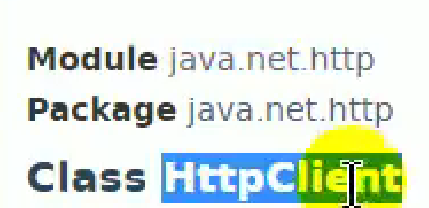 Module java.net.http
Package java.net.http
Class HttpClient